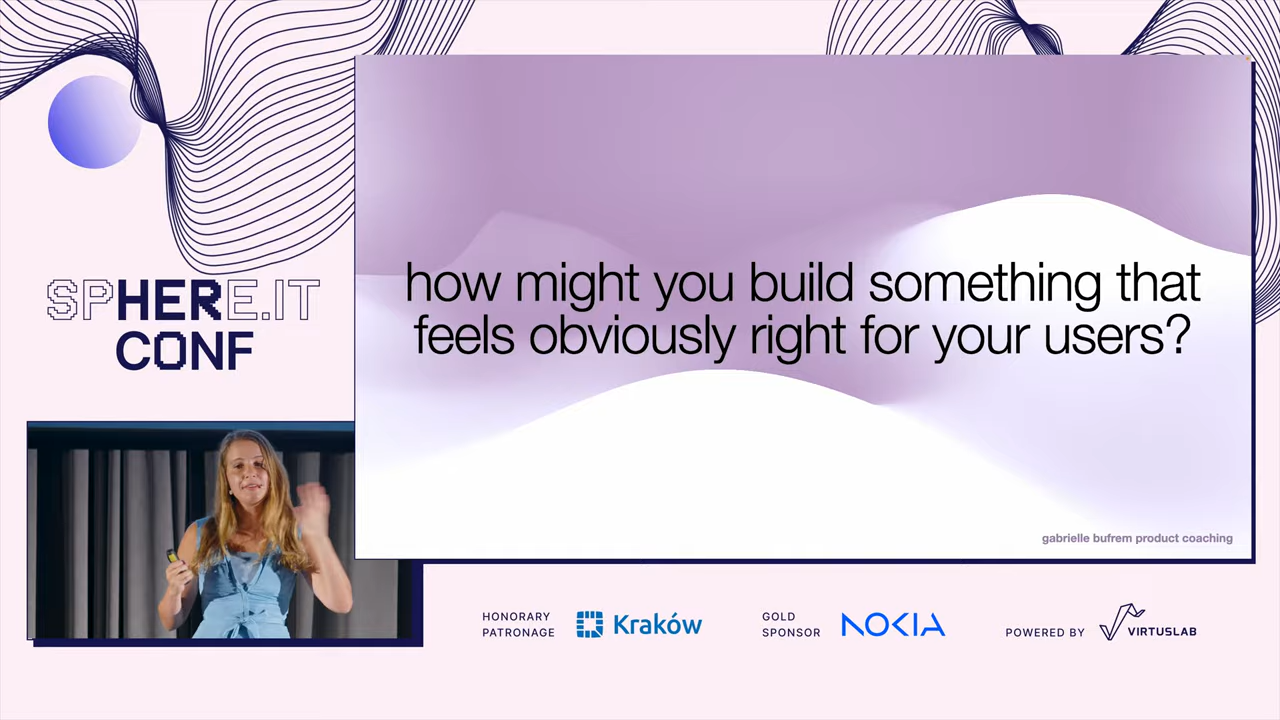 SPHERE.IT
CONF
how might you build something that
feels obviously right for your users?
gabrielle bufrem product coaching
HONORARY
PATRONAGE
Kraków
GOLD
SPONSOR
NOKIA
POWERED BY
VIRTUSLAB